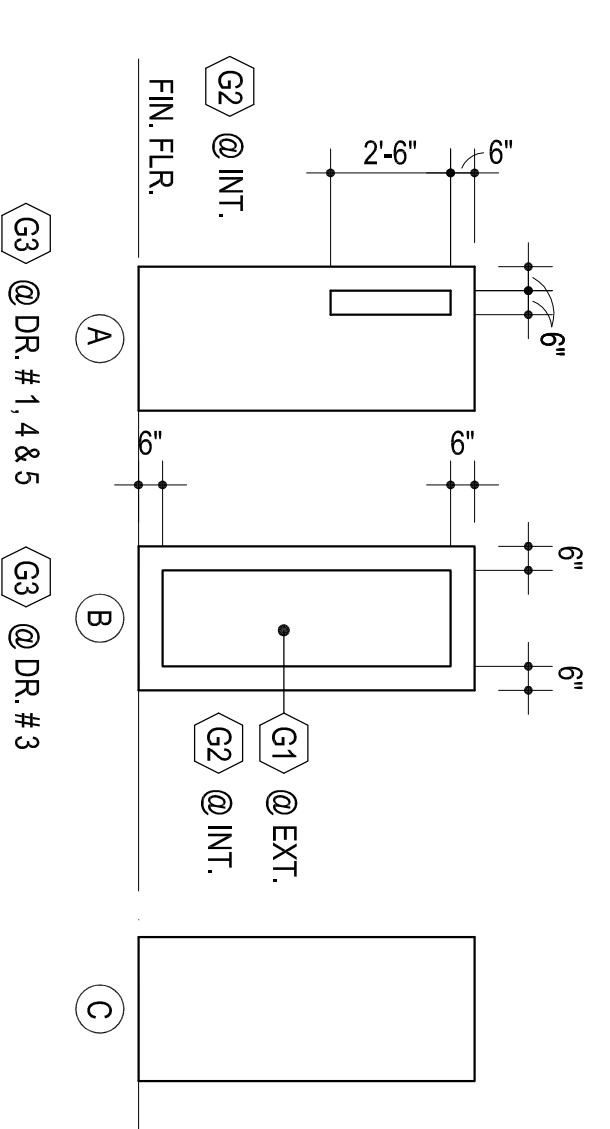 6"
6"
6"
6"
6"
2'-6"
6"
G2 @ INT.
FIN. FLR.
G1 @ EXT.
G2 @ INT.
6"
A
B
C
G3 @ DR. # 1, 4 & 5
G3 @ DR. # 3